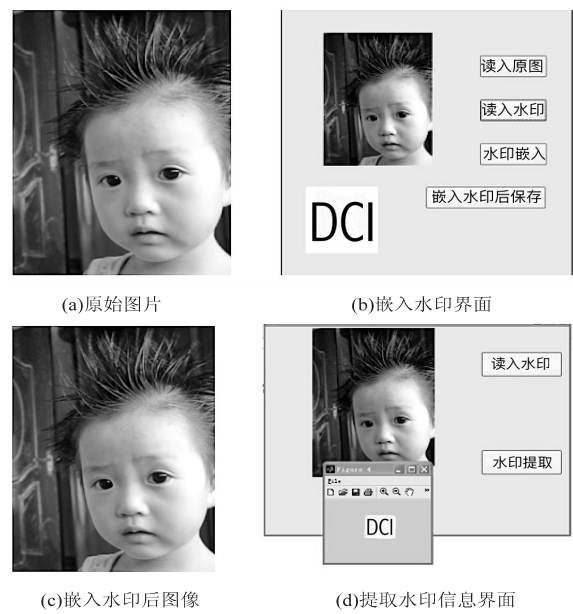 读入原图
读入水印
水印嵌入
嵌入水印后保存
DCI
(a)原始图片
(b)嵌入水印界面
读入水印
水印提取
Figure 4
File
DCI
(c)嵌入水印后图像
(d)提取水印信息界面